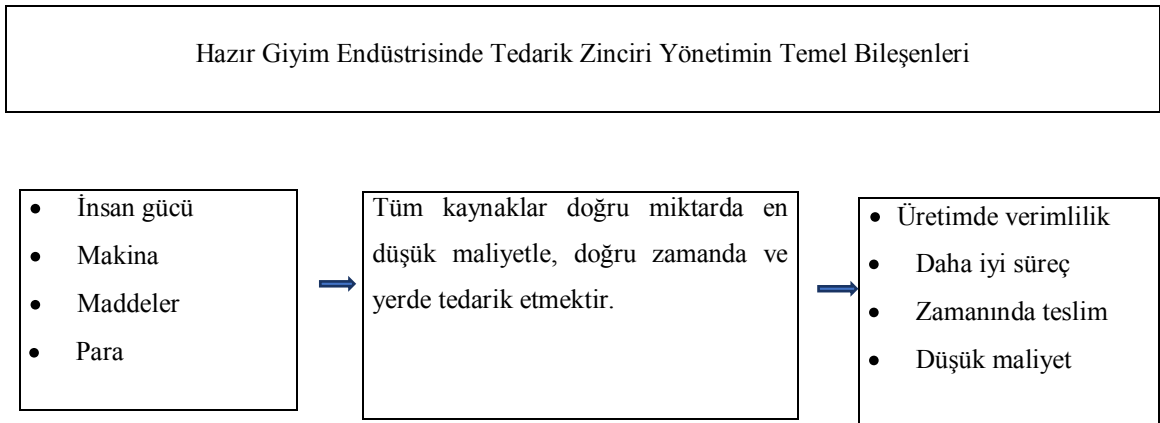 Hazır Giyim Endüstrisinde Tedarik Zinciri Yönetimin Temel Bileşenleri
• İnsan gücü
• Makina
• Maddeler
• Para
Tüm kaynaklar doğru miktarda en
düşük maliyetle, doğru zamanda ve
yerde tedarik etmektir.
• Üretimde verimlilik
• Daha iyi süreç
• Zamanında teslim
• Düşük maliyet